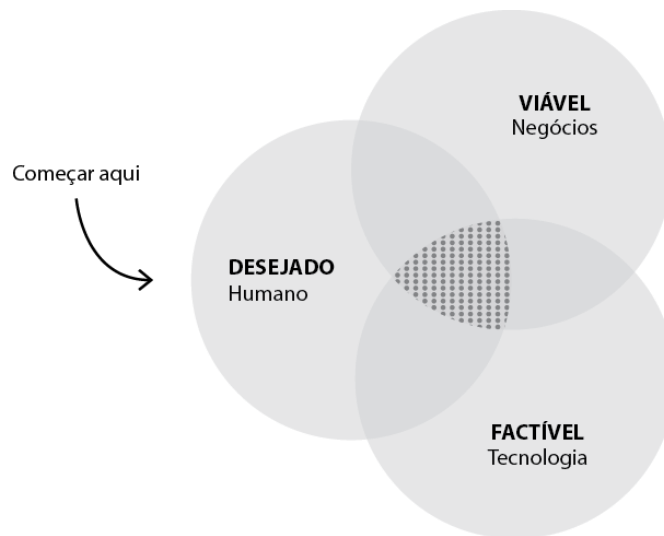 VIÁVEL
Negócios
Começar aqui
DESEJADO
Humano
FACTÍVEL
Tecnologia